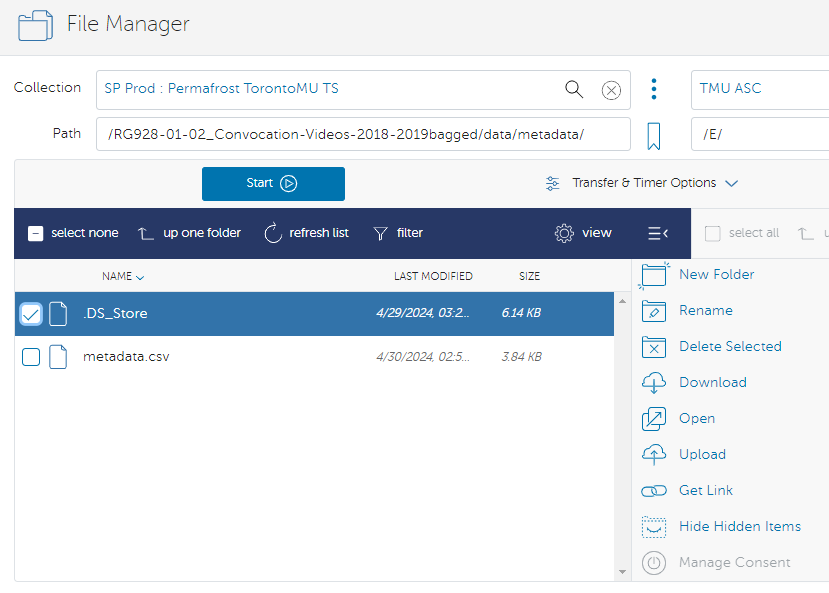 File Manager
Collection SP Prod : Permafrost TorontoMU TS TMU ASC
Path /RG928-01-02_Convocation-Videos-2018-2019bagged/data/metadata/ /E/
Start Transfer & Timer Options
select none up one folder refresh list filter view select all u
NAME LAST MODIFIED SIZE
.DS_Store 4/29/2024, 03:2... 6.14 KB
metadata.csv 4/30/2024, 02:5... 3.84 KB
New Folder
Rename
Delete Selected
Download
Open
Upload
Get Link
Hide Hidden Items
Manage Consent